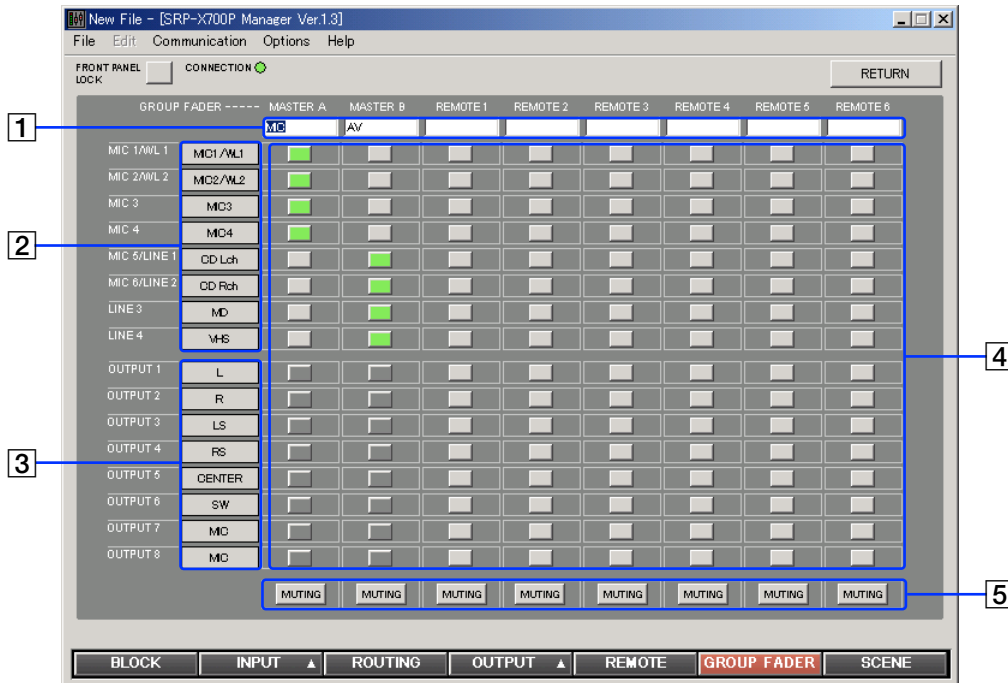 New File - [SRP-X700P Manager Ver.1.3]
File Edit Communication Options Help
FRONT PANEL LOCK
CONNECTION
RETURN
GROUP FADER ----- MASTER A MASTER B REMOTE 1 REMOTE 2 REMOTE 3 REMOTE 4 REMOTE 5 REMOTE 6
1
MIC AV
MIC 1/WL 1 MIC1/WL1
MIC 2/WL 2 MIC2/WL2
MIC 3 MIC3
MIC 4 MIC4
2
MIC 5/LINE 1 CD Lch
MIC 6/LINE 2 CD Rch
LINE 3 MD
LINE 4 VHS
4
OUTPUT 1 L
OUTPUT 2 R
OUTPUT 3 LS
OUTPUT 4 RS
3
OUTPUT 5 CENTER
OUTPUT 6 SW
OUTPUT 7 MIC
OUTPUT 8 MIC
MUTING MUTING MUTING MUTING MUTING MUTING MUTING MUTING
5
BLOCK INPUT ▲ ROUTING OUTPUT ▲ REMOTE GROUP FADER SCENE